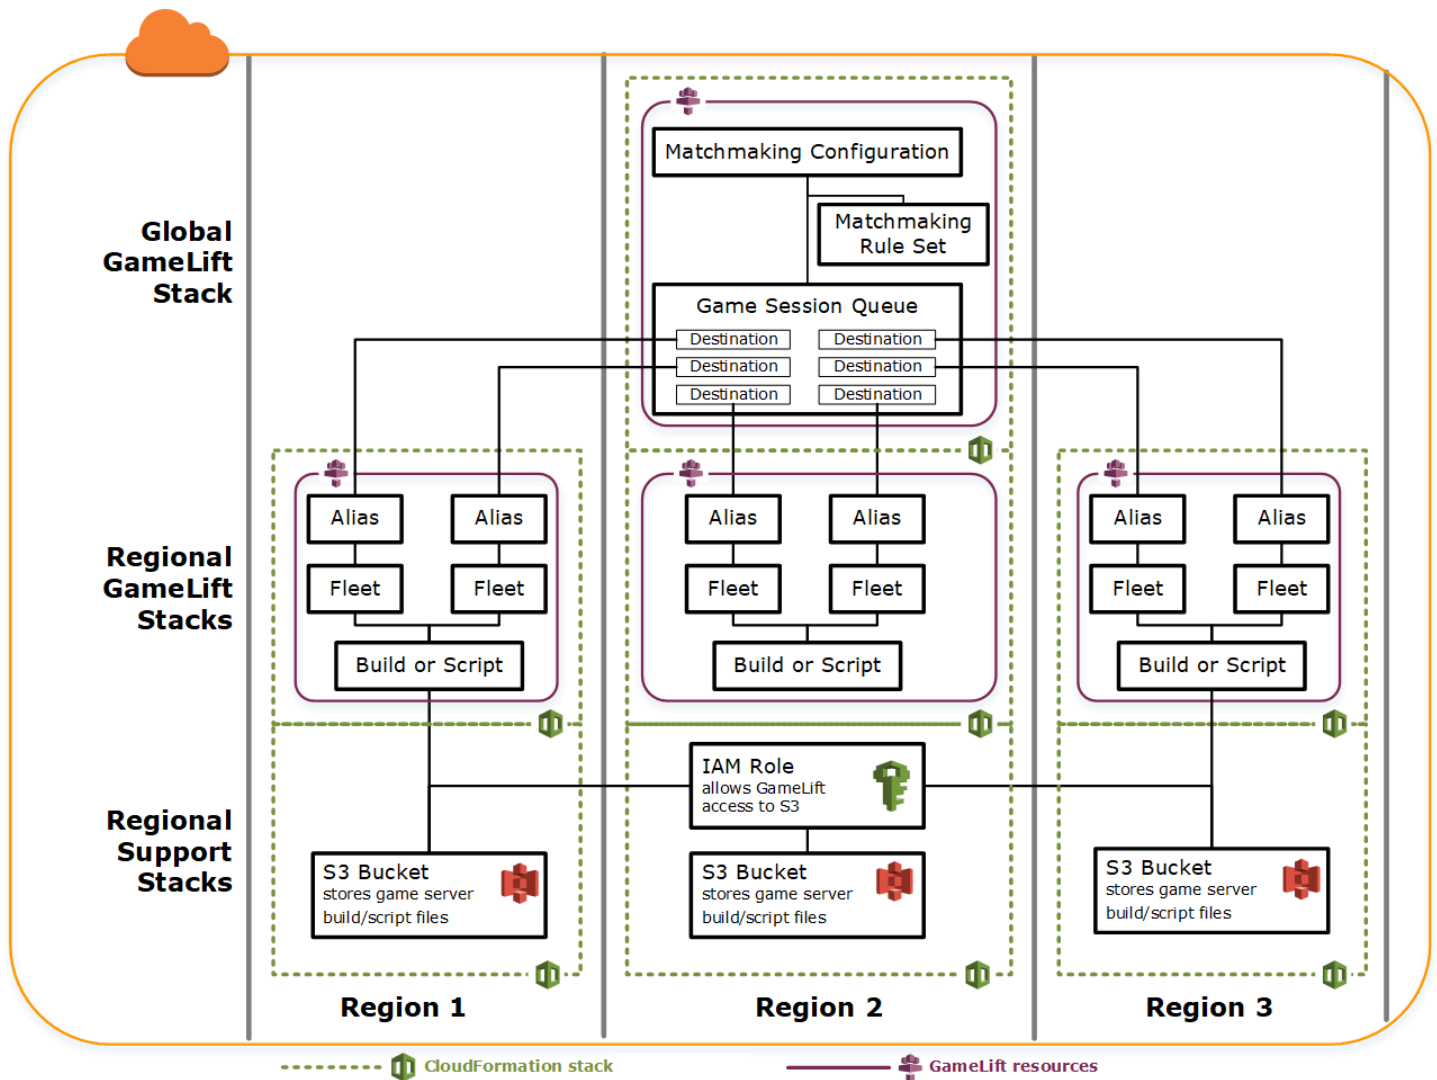 Global
GameLift
Stack
Matchmaking Configuration
Matchmaking
Rule Set
Game Session Queue
Destination
Destination
Destination
Destination
Destination
Destination
Regional
GameLift
Stacks
Alias
Alias
Fleet
Fleet
Build or Script
Alias
Alias
Fleet
Fleet
Build or Script
Alias
Alias
Fleet
Fleet
Build or Script
Regional
Support
Stacks
S3 Bucket
stores game server
build/script files
IAM Role
allows GameLift
access to S3
S3 Bucket
stores game server
build/script files
S3 Bucket
stores game server
build/script files
Region 1
Region 2
Region 3
CloudFormation stack
GameLift resources